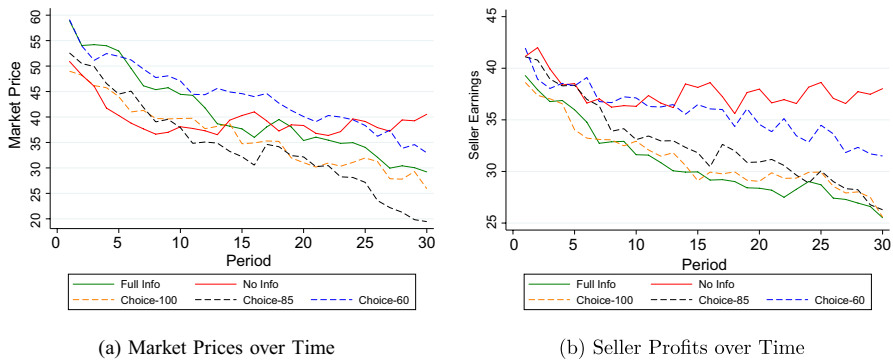 Market Price
60
55
50
45
40
35
30
25
20
0 5 10 15 20 25 30
Period
Full Info No Info
Choice-100 Choice-85 Choice-60
(a) Market Prices over Time
Seller Earnings
45
40
35
30
25
0 5 10 15 20 25 30
Period
Full Info No Info
Choice-100 Choice-85 Choice-60
(b) Seller Profits over Time